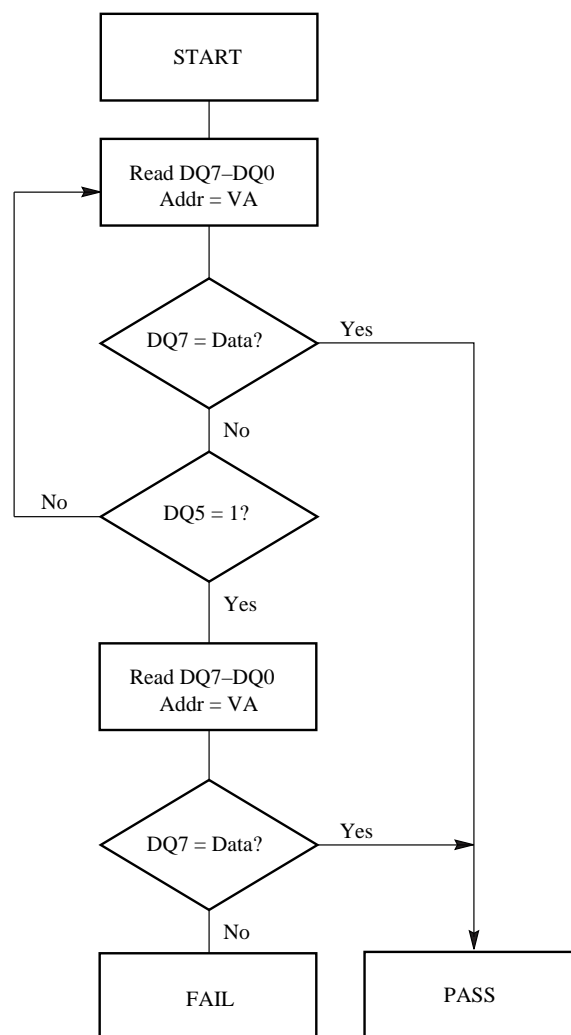 START
Read DQ7–DQ0
Addr = VA
DQ7 = Data?
Yes
No
No
DQ5 = 1?
Yes
Read DQ7–DQ0
Addr = VA
DQ7 = Data?
Yes
No
FAIL
PASS